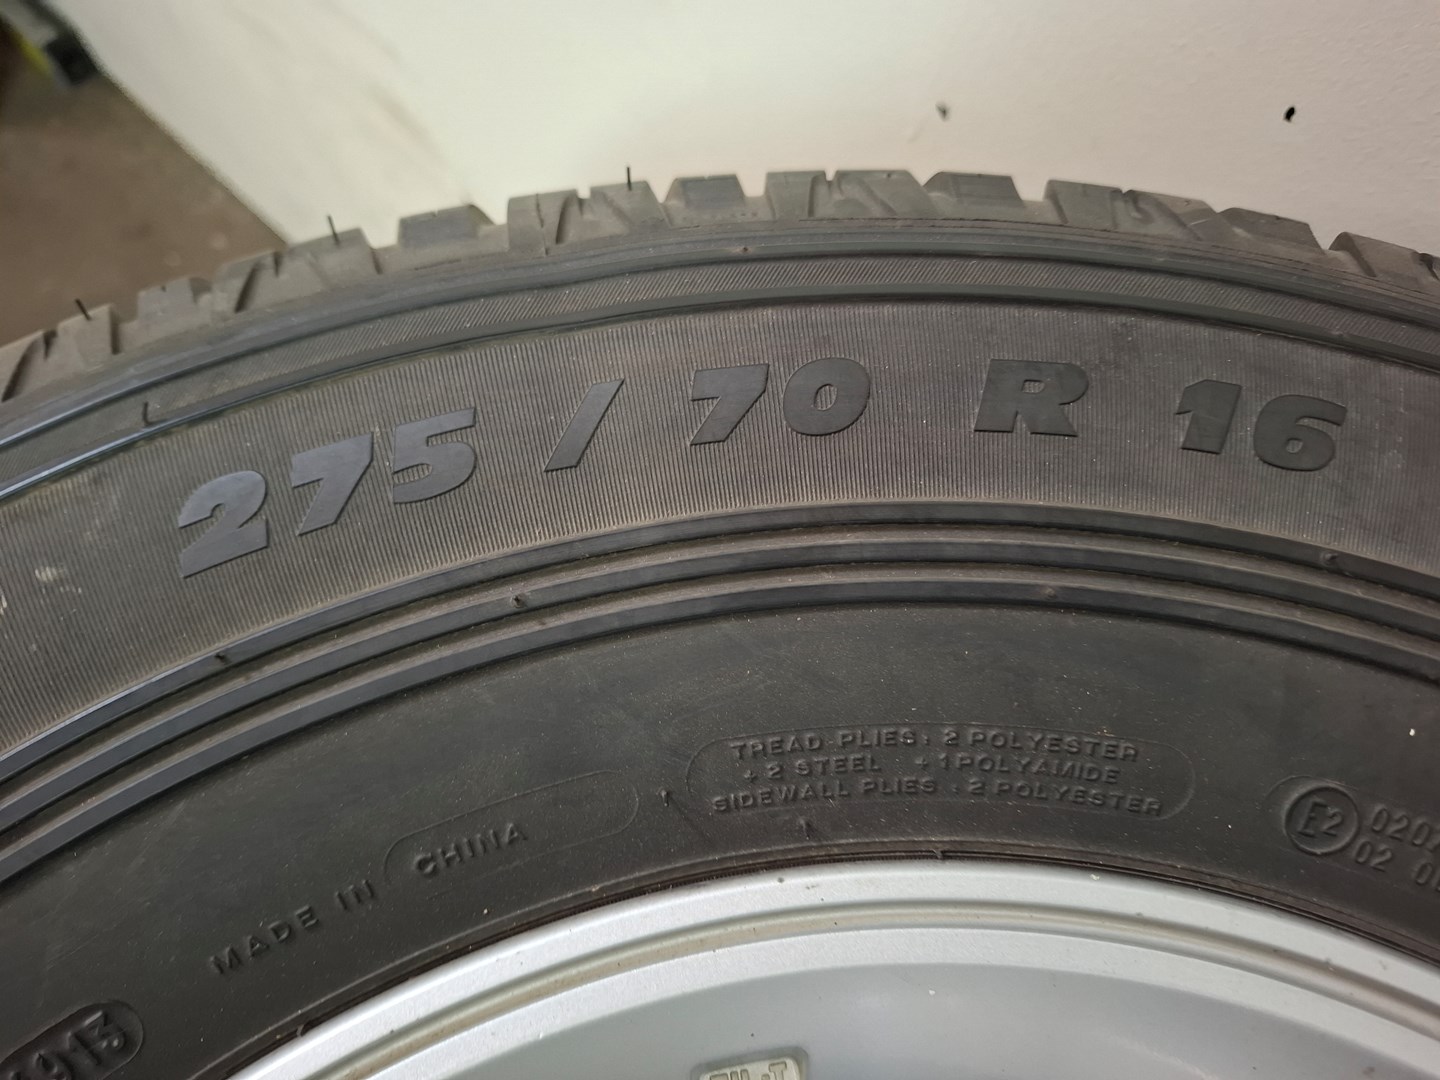 275 / 70 R 16
TREAD PLIES : 2 POLYESTER
+ 2 STEEL + 1 POLYAMIDE
SIDEWALL PLIES : 2 POLYESTER
MADE IN CHINA
E2
02